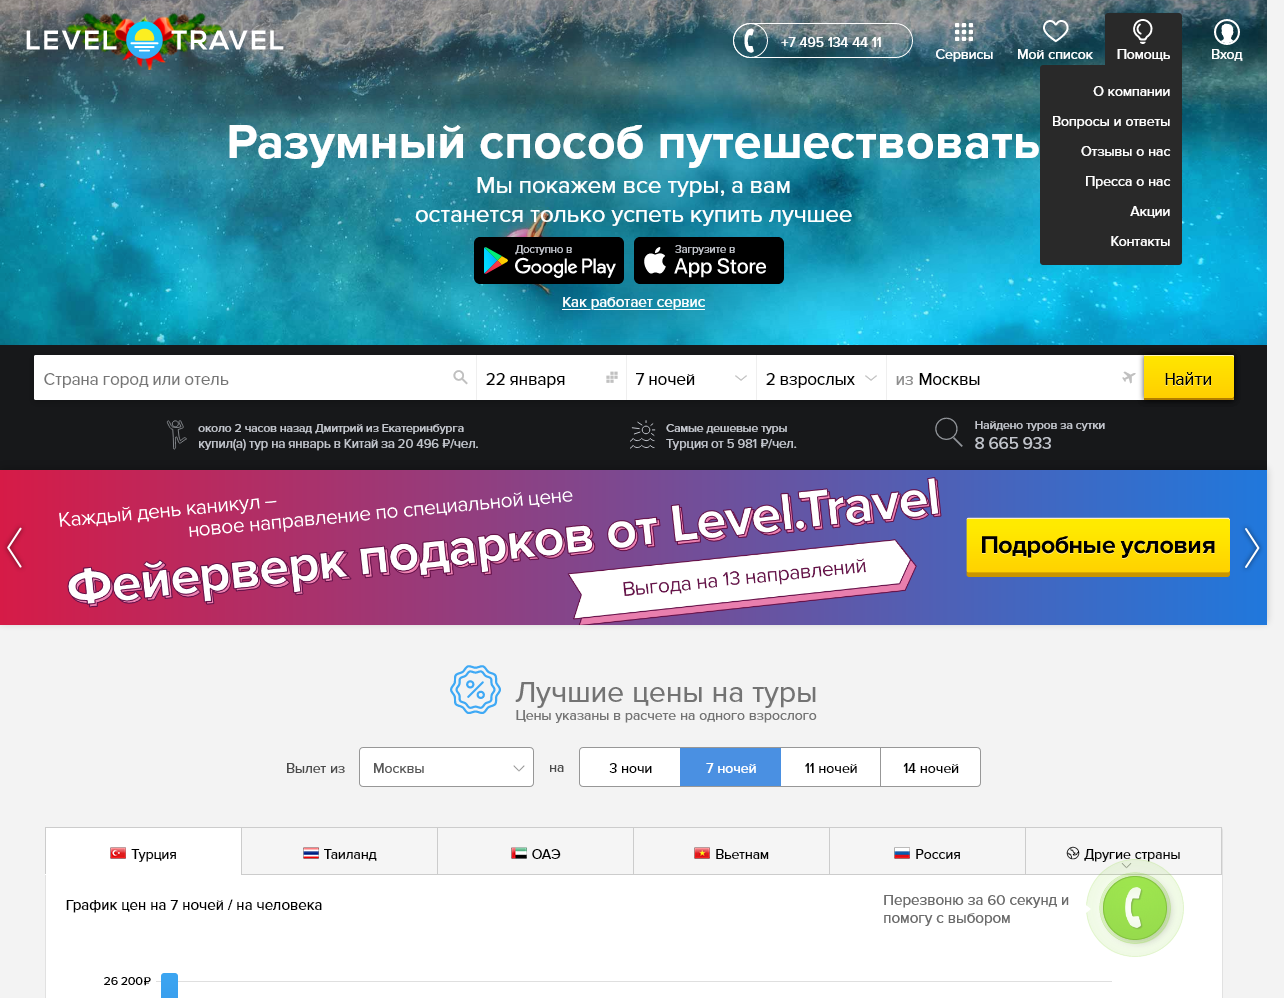 LEVEL TRAVEL
+7 495 134 44 11
Сервисы
Мой список
Помощь
Вход
О компании
Вопросы и ответы
Отзывы о нас
Пресса о нас
Акции
Контакты
Разумный способ путешествовать
Мы покажем все туры, а вам
останется только успеть купить лучшее
Доступно в
Google Play
Загрузите в
App Store
Как работает сервис
Страна город или отель
22 января
7 ночей
2 взрослых
из Москвы
Найти
около 2 часов назад Дмитрий из Екатеринбурга
купил(а) тур на январь в Китай за 20 496 ₽/чел.
Самые дешевые туры
Турция от 5 981 ₽/чел.
Найдено туров за сутки
8 665 933
Каждый день каникул –
новое направление по специальной цене
Фейерверк подарков от Level.Travel
Выгода на 13 направлений
Подробные условия
Лучшие цены на туры
Цены указаны в расчете на одного взрослого
Вылет из
Москвы
на
3 ночи
7 ночей
11 ночей
14 ночей
Турция
Таиланд
ОАЭ
Вьетнам
Россия
Другие страны
График цен на 7 ночей / на человека
Перезвоню за 60 секунд и
помогу с выбором
26 200₽